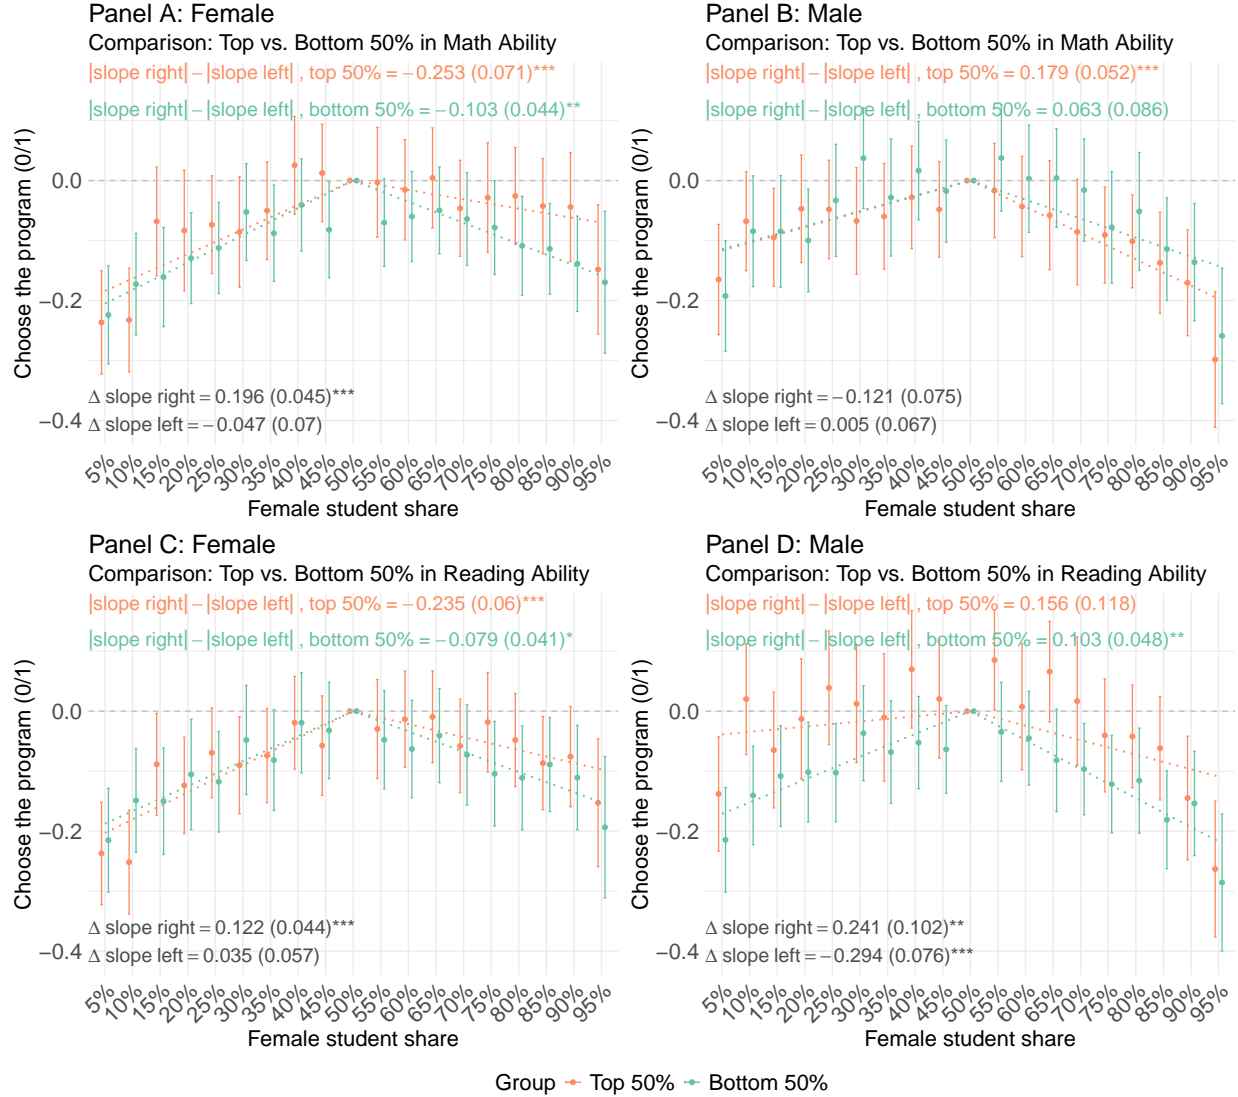 Panel A: Female
Comparison: Top vs. Bottom 50% in Math Ability
|slope right| − |slope left| , top 50% = −0.253 (0.071)***
|slope right| − |slope left| , bottom 50% = −0.103 (0.044)**
Choose the program (0/1)
0.0
−0.2
−0.4
Δ slope right = 0.196 (0.045)***
Δ slope left = −0.047 (0.07)
5% 10% 15% 20% 25% 30% 35% 40% 45% 50% 55% 60% 65% 70% 75% 80% 85% 90% 95%
Female student share
Panel B: Male
Comparison: Top vs. Bottom 50% in Math Ability
|slope right| − |slope left| , top 50% = 0.179 (0.052)***
|slope right| − |slope left| , bottom 50% = 0.063 (0.086)
Choose the program (0/1)
0.0
−0.2
−0.4
Δ slope right = −0.121 (0.075)
Δ slope left = 0.005 (0.067)
5% 10% 15% 20% 25% 30% 35% 40% 45% 50% 55% 60% 65% 70% 75% 80% 85% 90% 95%
Female student share
Panel C: Female
Comparison: Top vs. Bottom 50% in Reading Ability
|slope right| − |slope left| , top 50% = −0.235 (0.06)***
|slope right| − |slope left| , bottom 50% = −0.079 (0.041)*
Choose the program (0/1)
0.0
−0.2
−0.4
Δ slope right = 0.122 (0.044)***
Δ slope left = 0.035 (0.057)
5% 10% 15% 20% 25% 30% 35% 40% 45% 50% 55% 60% 65% 70% 75% 80% 85% 90% 95%
Female student share
Panel D: Male
Comparison: Top vs. Bottom 50% in Reading Ability
|slope right| − |slope left| , top 50% = 0.156 (0.118)
|slope right| − |slope left| , bottom 50% = 0.103 (0.048)**
Choose the program (0/1)
0.0
−0.2
−0.4
Δ slope right = 0.241 (0.102)**
Δ slope left = −0.294 (0.076)***
5% 10% 15% 20% 25% 30% 35% 40% 45% 50% 55% 60% 65% 70% 75% 80% 85% 90% 95%
Female student share
Group Top 50% Bottom 50%